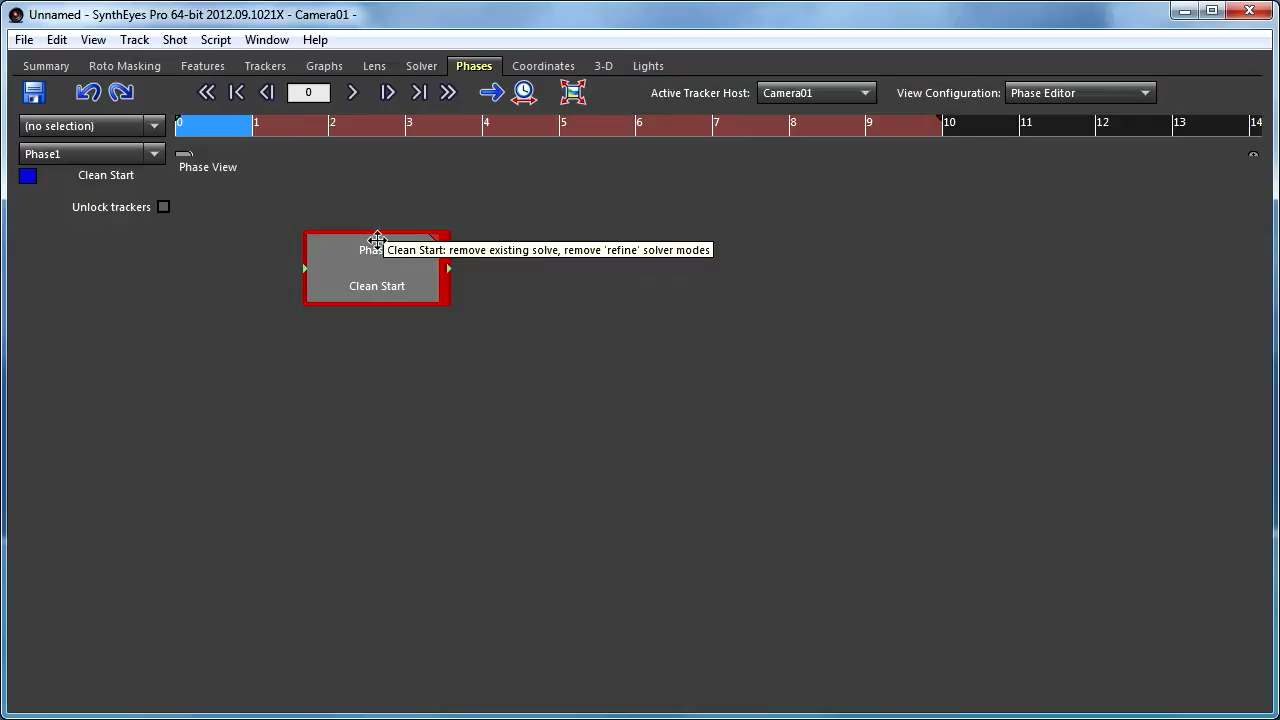 Unnamed - SynthEyes Pro 64-bit 2012.09.1021X - Camera01 -
File Edit View Track Shot Script Window Help
Summary Roto Masking Features Trackers Graphs Lens Solver Phases Coordinates 3-D Lights
0 Active Tracker Host: Camera01 View Configuration: Phase Editor
(no selection) 0 1 2 3 4 5 6 7 8 9 10 11 12 13 14
Phase1
Phase View
Clean Start
Unlock trackers
Phas
Clean Start: remove existing solve, remove 'refine' solver modes
Clean Start